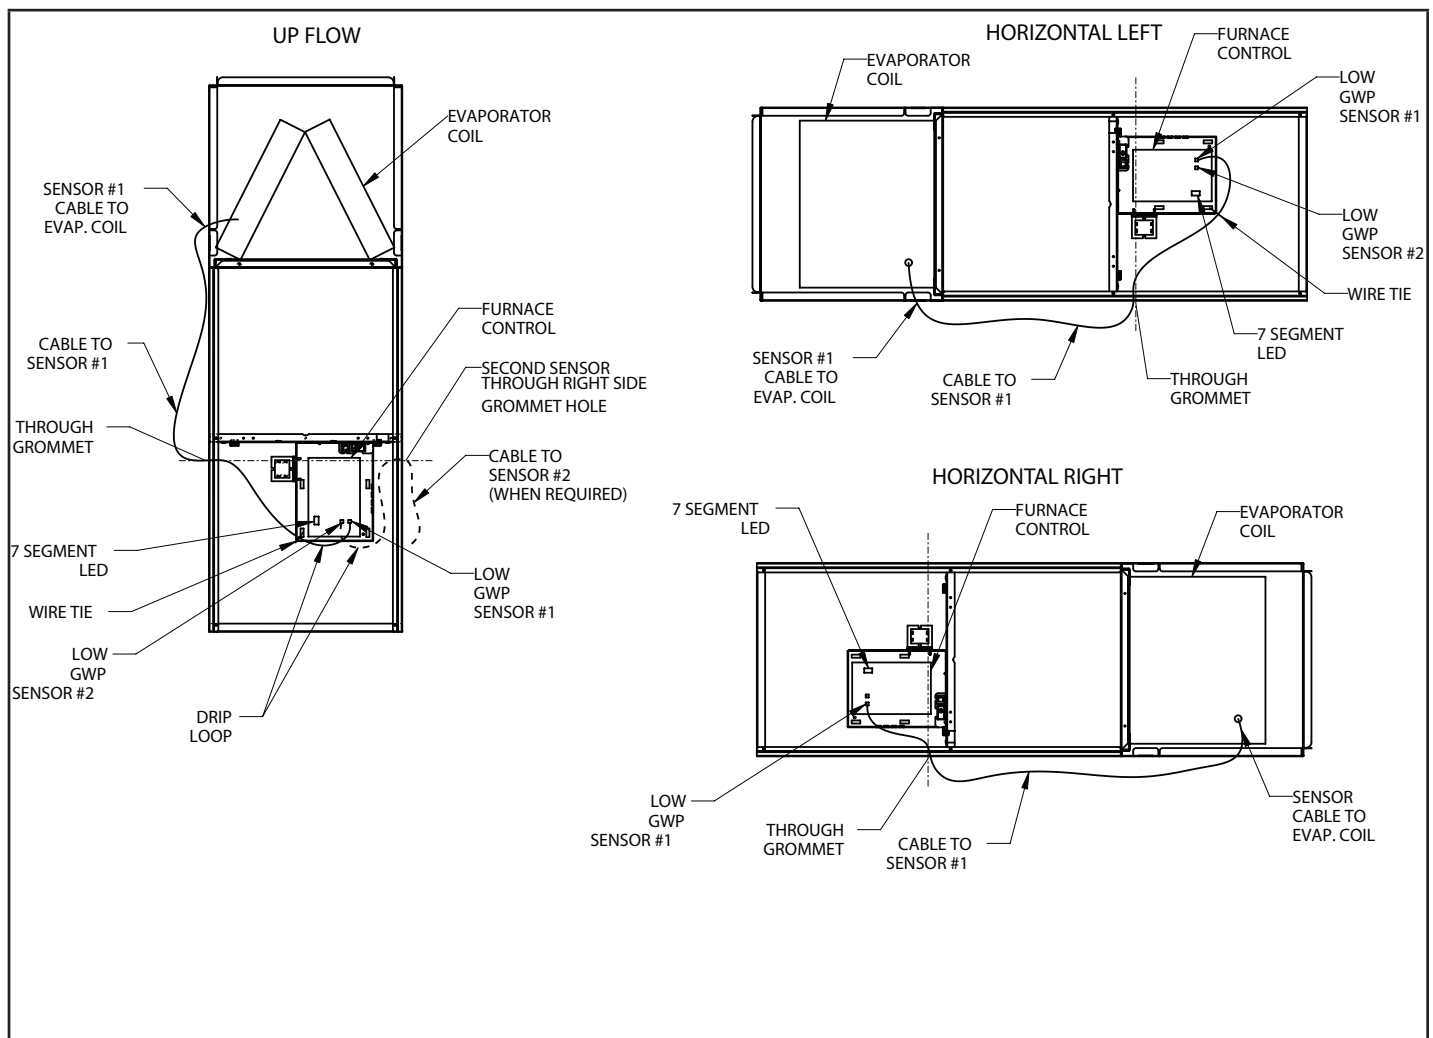 UP FLOW
EVAPORATOR
COIL
SENSOR #1
CABLE TO
EVAP. COIL
FURNACE
CONTROL
CABLE TO
SENSOR #1
SECOND SENSOR
THROUGH RIGHT SIDE
GROMMET HOLE
THROUGH
GROMMET
CABLE TO
SENSOR #2
(WHEN REQUIRED)
7 SEGMENT
LED
LOW
GWP
SENSOR #1
WIRE TIE
LOW
GWP
SENSOR #2
DRIP
LOOP
HORIZONTAL LEFT
FURNACE
CONTROL
EVAPORATOR
COIL
LOW
GWP
SENSOR #1
LOW
GWP
SENSOR #2
WIRE TIE
7 SEGMENT
LED
SENSOR #1
CABLE TO
EVAP. COIL
CABLE TO
SENSOR #1
THROUGH
GROMMET
HORIZONTAL RIGHT
7 SEGMENT
LED
FURNACE
CONTROL
EVAPORATOR
COIL
LOW
GWP
SENSOR #1
THROUGH
GROMMET
CABLE TO
SENSOR #1
SENSOR
CABLE TO
EVAP. COIL